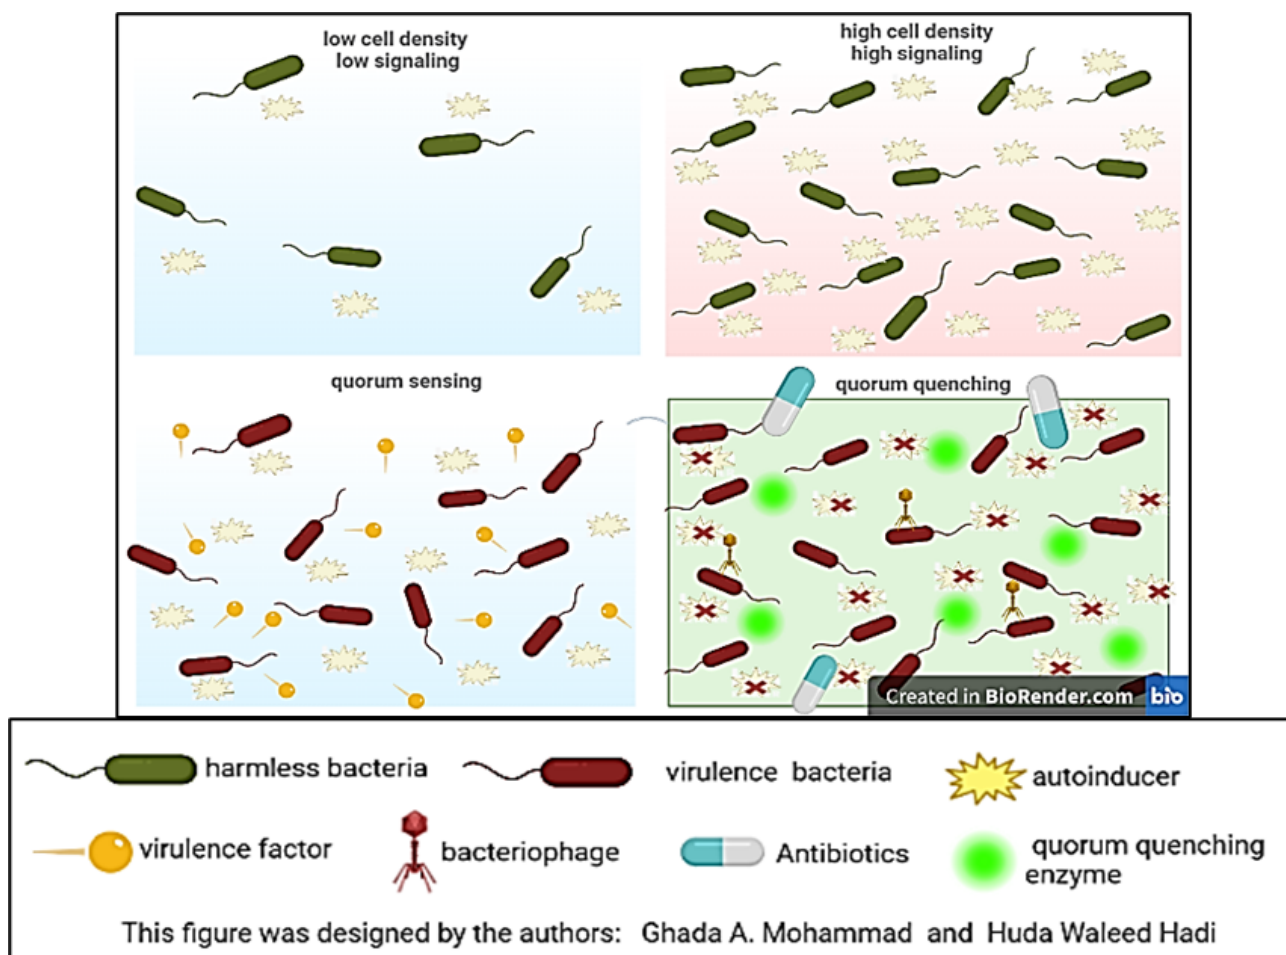 low cell density
low signaling
high cell density
high signaling
quorum sensing
quorum quenching
Created in BioRender.com bio
harmless bacteria
virulence bacteria
autoinducer
virulence factor
bacteriophage
Antibiotics
quorum quenching
enzyme
This figure was designed by the authors: Ghada A. Mohammad and Huda Waleed Hadi